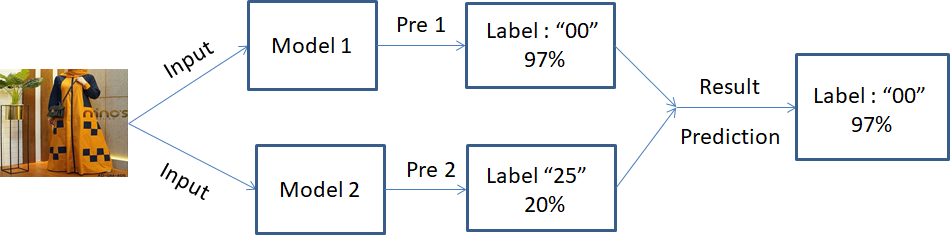 Input
Model 1
Pre 1
Label : “00”
97%
Input
Model 2
Pre 2
Label “25”
20%
Result
Prediction
Label : “00”
97%
nino's